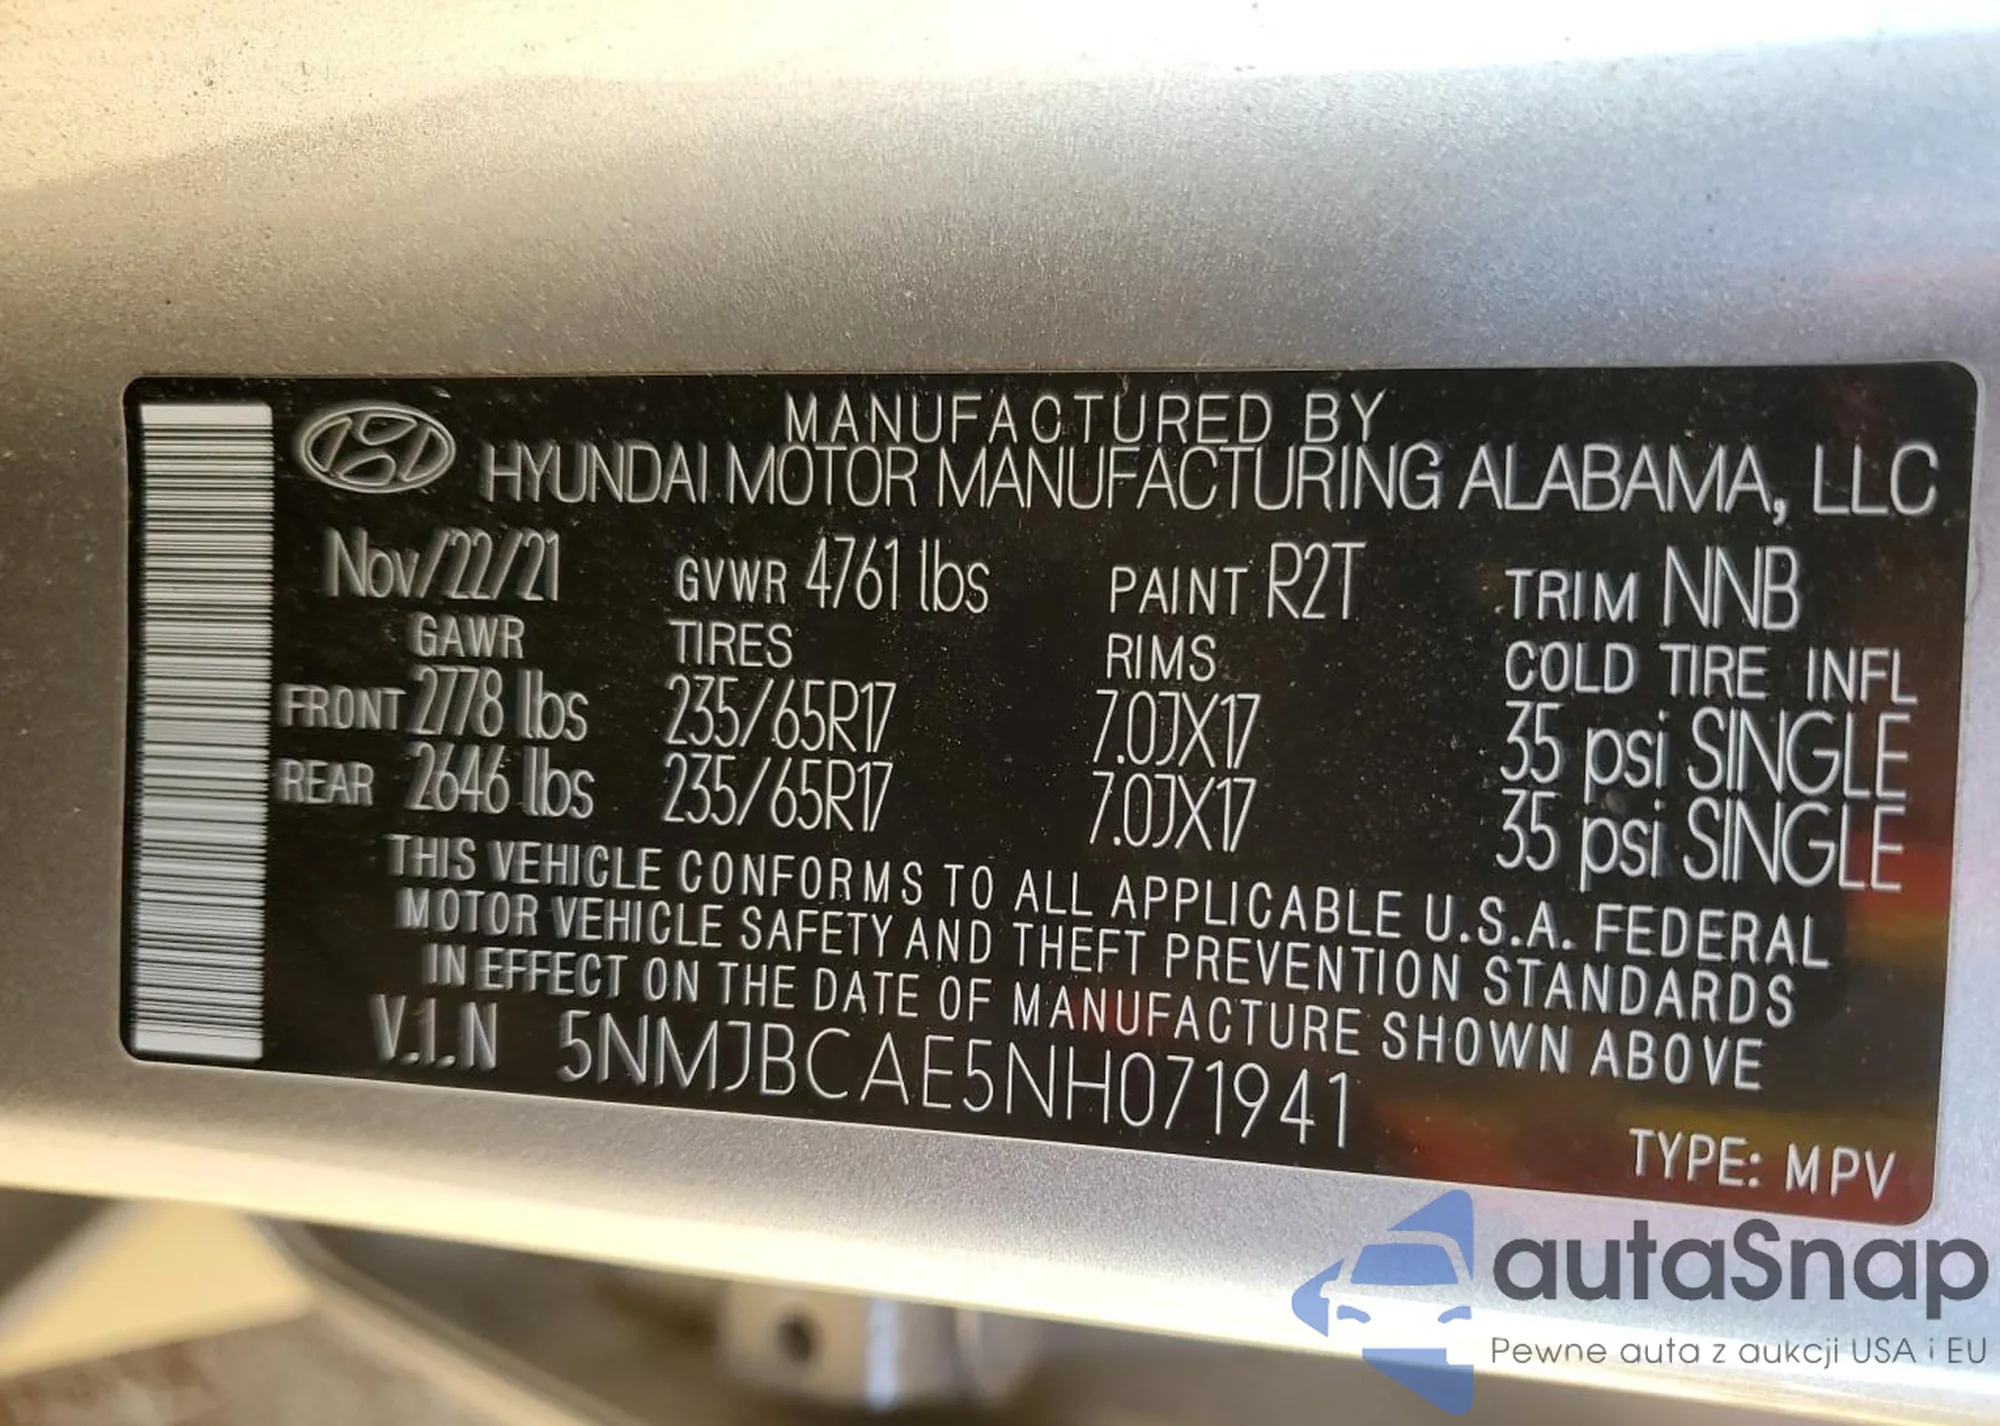 MANUFACTURED BY
HYUNDAI MOTOR MANUFACTURING ALABAMA, LLC
Nov/22/21 GVWR 4761 lbs PAINT R2T TRIM NNB
GAWR TIRES RIMS COLD TIRE INFL
FRONT 2778 lbs 235/65R17 7.0JX17 35 psi SINGLE
REAR 2646 lbs 235/65R17 7.0JX17 35 psi SINGLE
THIS VEHICLE CONFORMS TO ALL APPLICABLE U.S.A. FEDERAL
MOTOR VEHICLE SAFETY AND THEFT PREVENTION STANDARDS
IN EFFECT ON THE DATE OF MANUFACTURE SHOWN ABOVE
V.I.N 5NMJBCAE5NH071941
TYPE: MPV
autaSnap
Pewne auta z aukcji USA i EU